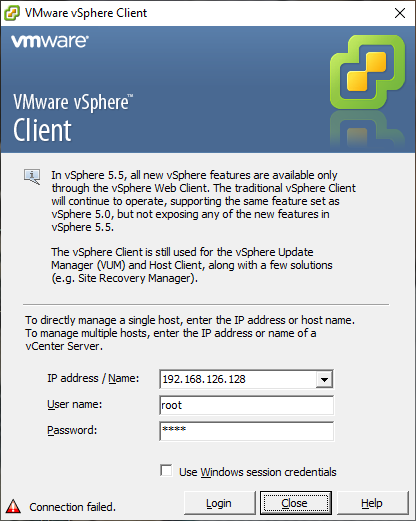 VMware vSphere Client
vmware®
VMware vSphere™
Client
In vSphere 5.5, all new vSphere features are available only
through the vSphere Web Client. The traditional vSphere Client
will continue to operate, supporting the same feature set as
vSphere 5.0, but not exposing any of the new features in
vSphere 5.5.
The vSphere Client is still used for the vSphere Update
Manager (VUM) and Host Client, along with a few solutions
(e.g. Site Recovery Manager).
To directly manage a single host, enter the IP address or host name.
To manage multiple hosts, enter the IP address or name of a
vCenter Server.
IP address / Name: 192.168.126.128
User name: root
Password: ****
Use Windows session credentials
Connection failed. Login Close Help